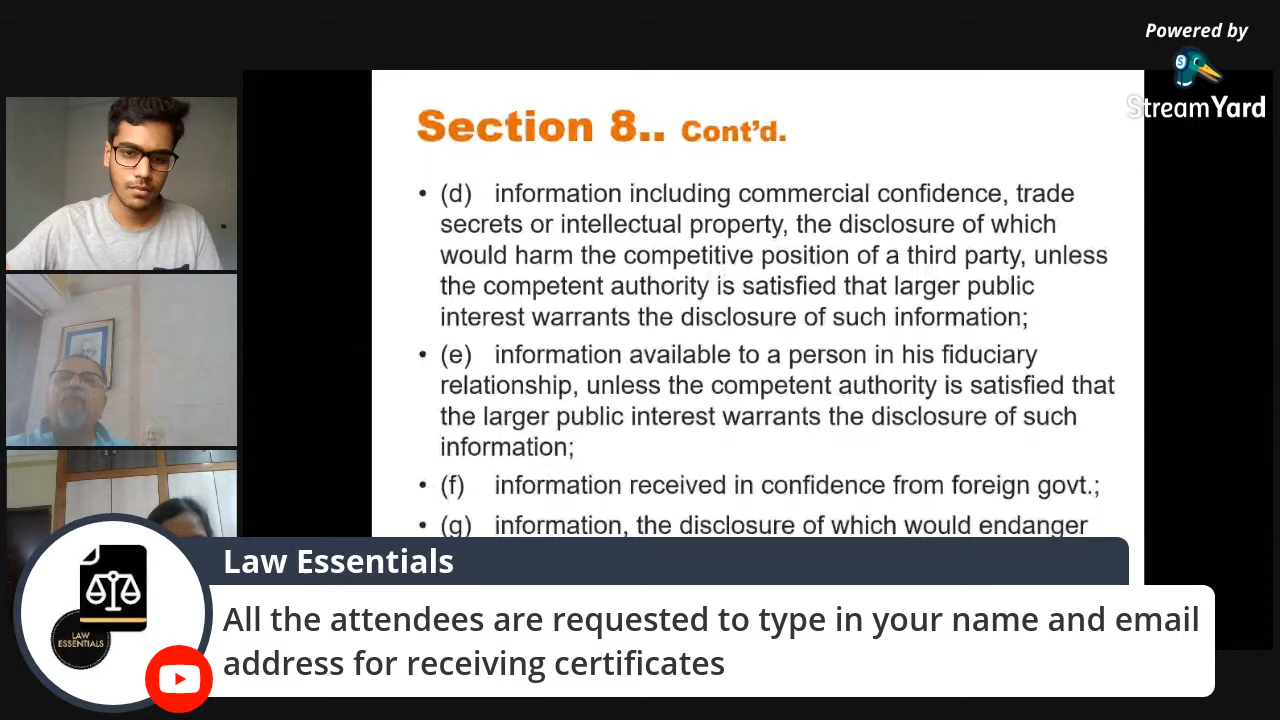 Powered by
StreamYard
Section 8.. Cont'd.
• (d) information including commercial confidence, trade
secrets or intellectual property, the disclosure of which
would harm the competitive position of a third party, unless
the competent authority is satisfied that larger public
interest warrants the disclosure of such information;
• (e) information available to a person in his fiduciary
relationship, unless the competent authority is satisfied that
the larger public interest warrants the disclosure of such
information;
• (f) information received in confidence from foreign govt.;
• (g) information, the disclosure of which would endanger
Law Essentials
All the attendees are requested to type in your name and email
address for receiving certificates
LAW
ESSENTIALS